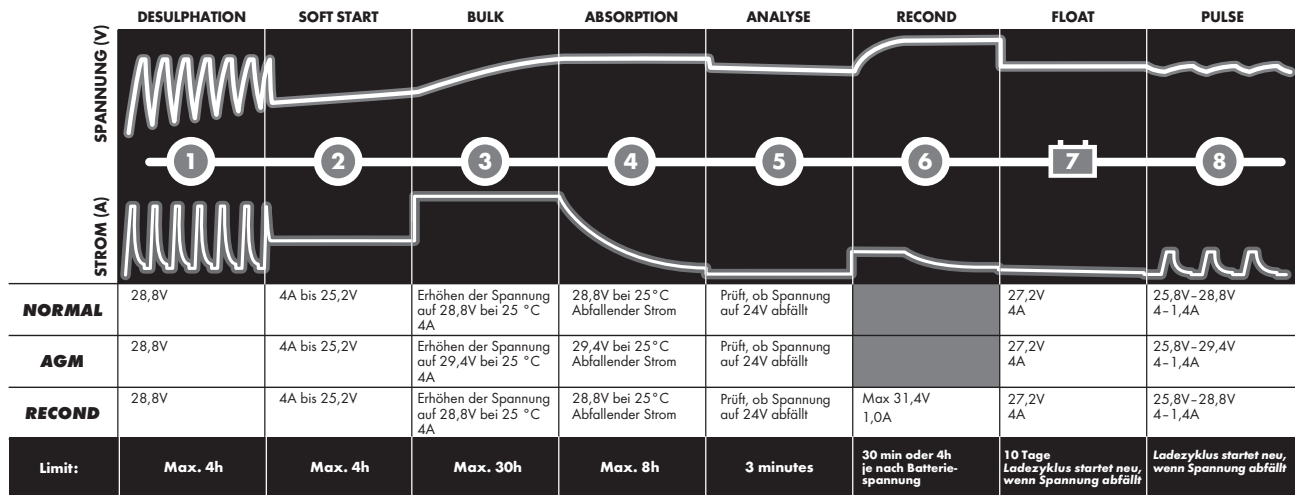 DESULPHATION SOFT START BULK ABSORPTION ANALYSE RECOND FLOAT PULSE
SPANNUNG (V)
1 2 3 4 5 6 7 8
STROM (A)
NORMAL
28,8V
4A bis 25,2V
Erhöhen der Spannung
auf 28,8V bei 25 °C
4A
28,8V bei 25°C
Abfallender Strom
Prüft, ob Spannung
auf 24V abfällt
27,2V
4A
25,8V–28,8V
4–1,4A
AGM
28,8V
4A bis 25,2V
Erhöhen der Spannung
auf 29,4V bei 25 °C
4A
29,4V bei 25°C
Abfallender Strom
Prüft, ob Spannung
auf 24V abfällt
27,2V
4A
25,8V–29,4V
4–1,4A
RECOND
28,8V
4A bis 25,2V
Erhöhen der Spannung
auf 28,8V bei 25 °C
4A
28,8V bei 25°C
Abfallender Strom
Prüft, ob Spannung
auf 24V abfällt
Max 31,4V
1,0A
27,2V
4A
25,8V–28,8V
4–1,4A
Limit:
Max. 4h
Max. 4h
Max. 30h
Max. 8h
3 minutes
30 min oder 4h
je nach Batterie-
spannung
10 Tage
Ladezyklus startet neu,
wenn Spannung abfällt
Ladezyklus startet neu,
wenn Spannung abfällt